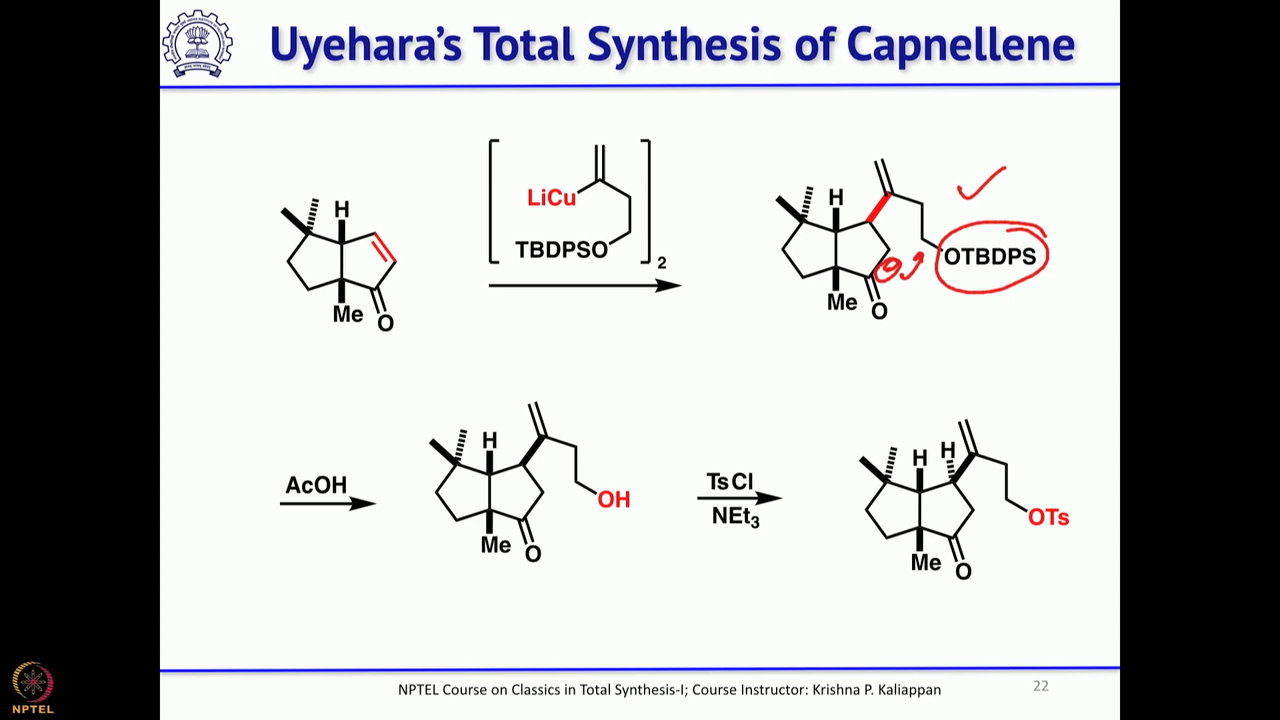 Uyehara's Total Synthesis of Capnellene
H
Me
O
LiCu
TBDPSO
2
H
Me
O
OTBDPS
AcOH
H
Me
O
OH
TsCl
NEt3
H
H
Me
O
OTs
NPTEL
NPTEL Course on Classics in Total Synthesis-I; Course Instructor: Krishna P. Kaliappan
22